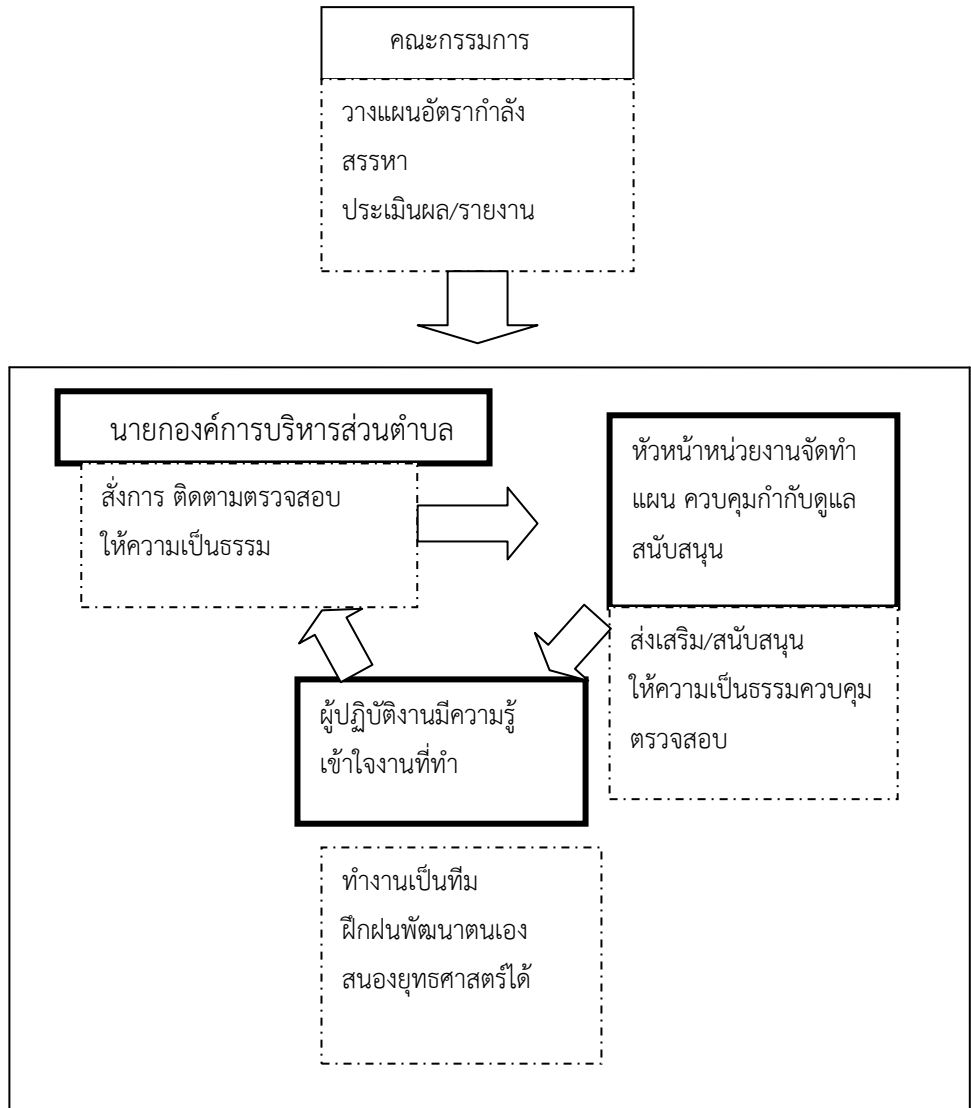 คณะกรรมการ
วางแผนอัตรากำลัง
สรรหา
ประเมินผล/รายงาน
นายกองค์การบริหารส่วนตำบล
สั่งการ ติดตามตรวจสอบ
ให้ความเป็นธรรม
หัวหน้าหน่วยงานจัดทำ
แผน ควบคุมกำกับดูแล
สนับสนุน
ส่งเสริม/สนับสนุน
ให้ความเป็นธรรมควบคุม
ตรวจสอบ
ผู้ปฏิบัติงานมีความรู้
เข้าใจงานที่ทำ
ทำงานเป็นทีม
ฝึกฝนพัฒนาตนเอง
สนองยุทธศาสตร์ได้